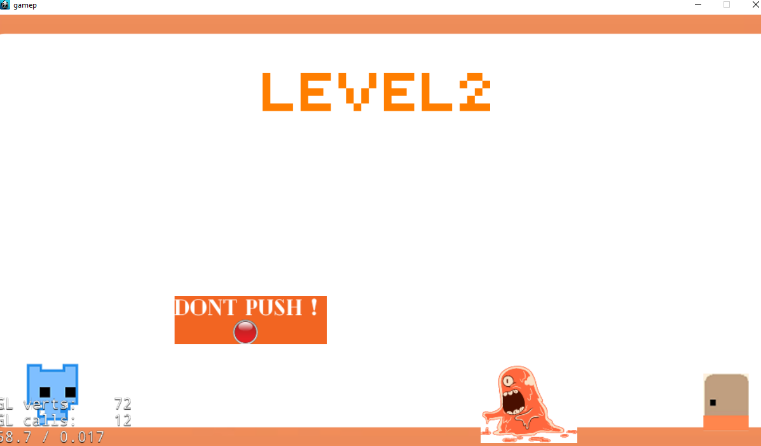 gamep
LEVEL2
DONT PUSH !
GL verts: 72
GL calls: 12
58.7 / 0.017